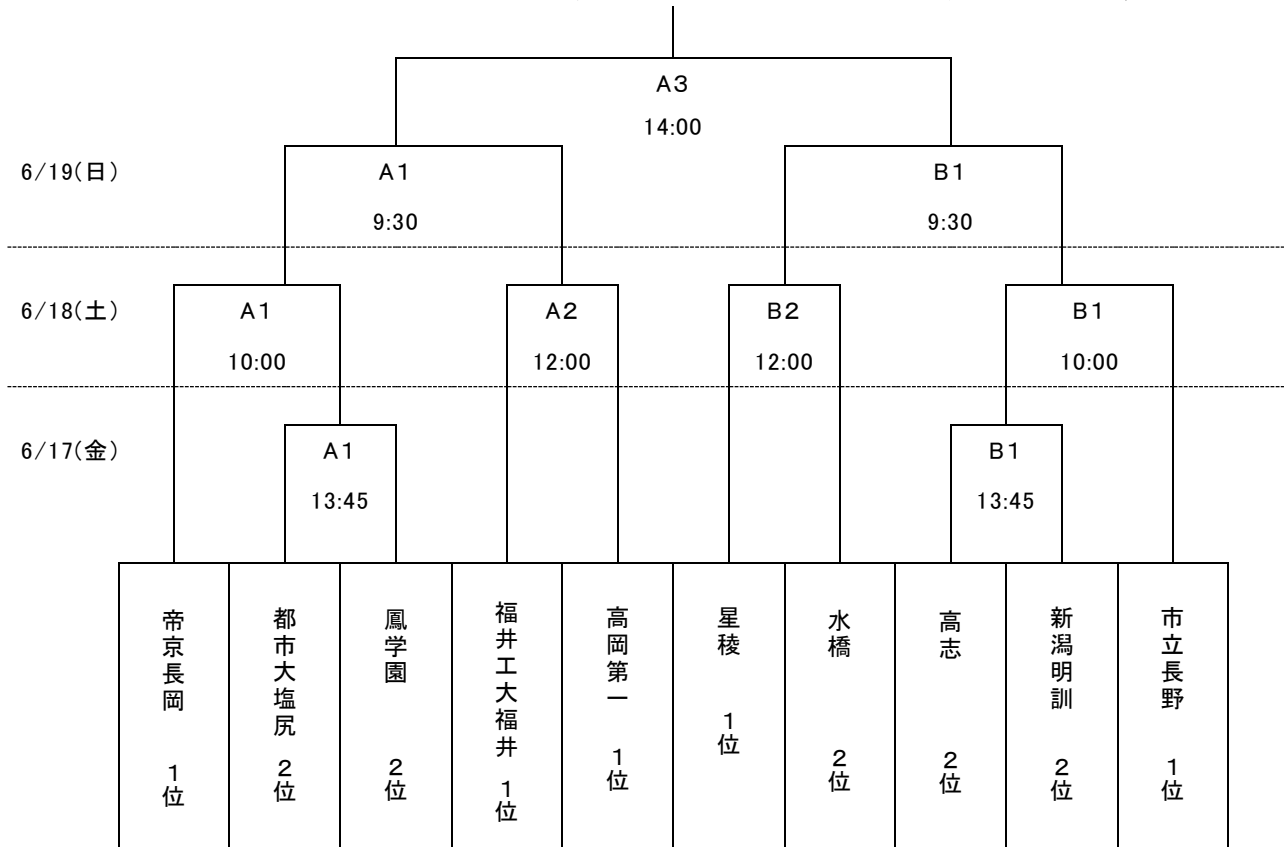 A3
14:00
6/19(日)
A1
B1
9:30
9:30
6/18(土)
A1
A2
B2
B1
10:00
12:00
12:00
10:00
6/17(金)
A1
B1
13:45
13:45
帝京長岡 1位
都市大塩尻 2位
鳳学園 2位
福井工大福井 1位
高岡第一 1位
星稜 1位
水橋 2位
高志 2位
新潟明訓 2位
市立長野 1位